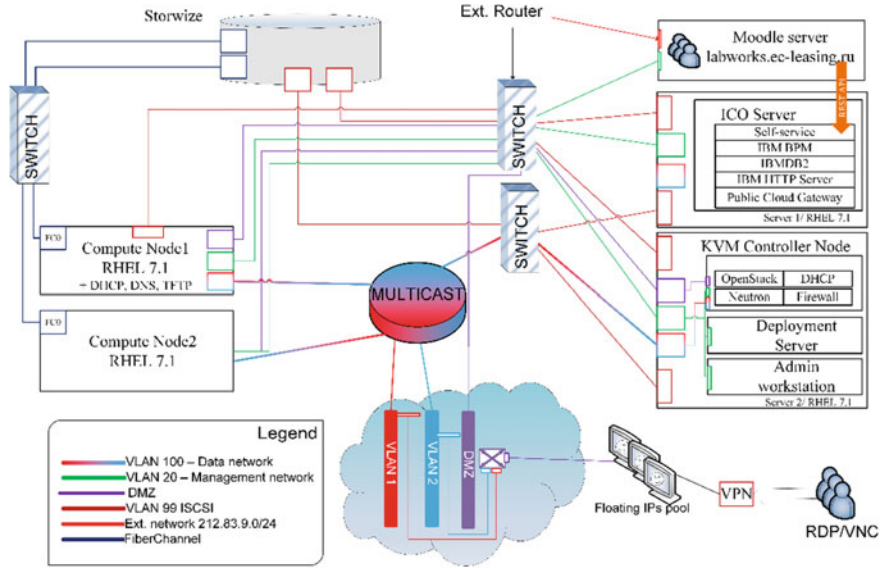 Storwize
Ext. Router
Moodle server
labworks.ec-leasing.ru
REST API
SWITCH
SWITCH
ICO Server
Self-service
IBM BPM
IBMDB2
IBM HTTP Server
Public Cloud Gateway
Server 1/ RHEL 7.1
SWITCH
FC0
Compute Node1
RHEL 7.1
+ DHCP, DNS, TFTP
KVM Controller Node
OpenStack
DHCP
Neutron
Firewall
MULTICAST
FC0
Compute Node2
RHEL 7.1
Deployment
Server
Admin
workstation
Server 2/ RHEL 7.1
Legend
VLAN 100 – Data network
VLAN 20 – Management network
DMZ
VLAN 99 ISCSI
Ext. network 212.83.9.0/24
FiberChannel
VLAN 1
VLAN 2
DMZ
Floating IPs pool
VPN
RDP/VNC